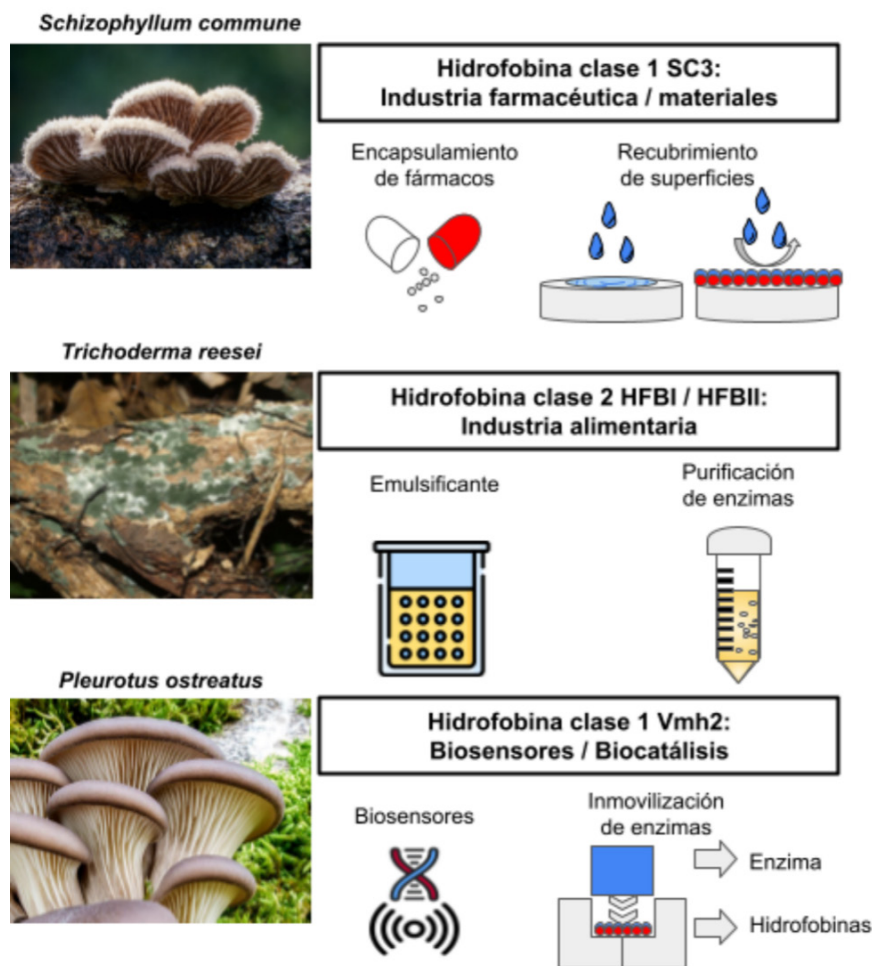 Schizophyllum commune
Hidrofobina clase 1 SC3:
Industria farmacéutica / materiales
Encapsulamiento
de fármacos
Recubrimiento
de superficies
Trichoderma reesei
Hidrofobina clase 2 HFBI / HFBII:
Industria alimentaria
Emulsificante
Purificación
de enzimas
Pleurotus ostreatus
Hidrofobina clase 1 Vmh2:
Biosensores / Biocatálisis
Biosensores
Inmovilización
de enzimas
Enzima
Hidrofobinas